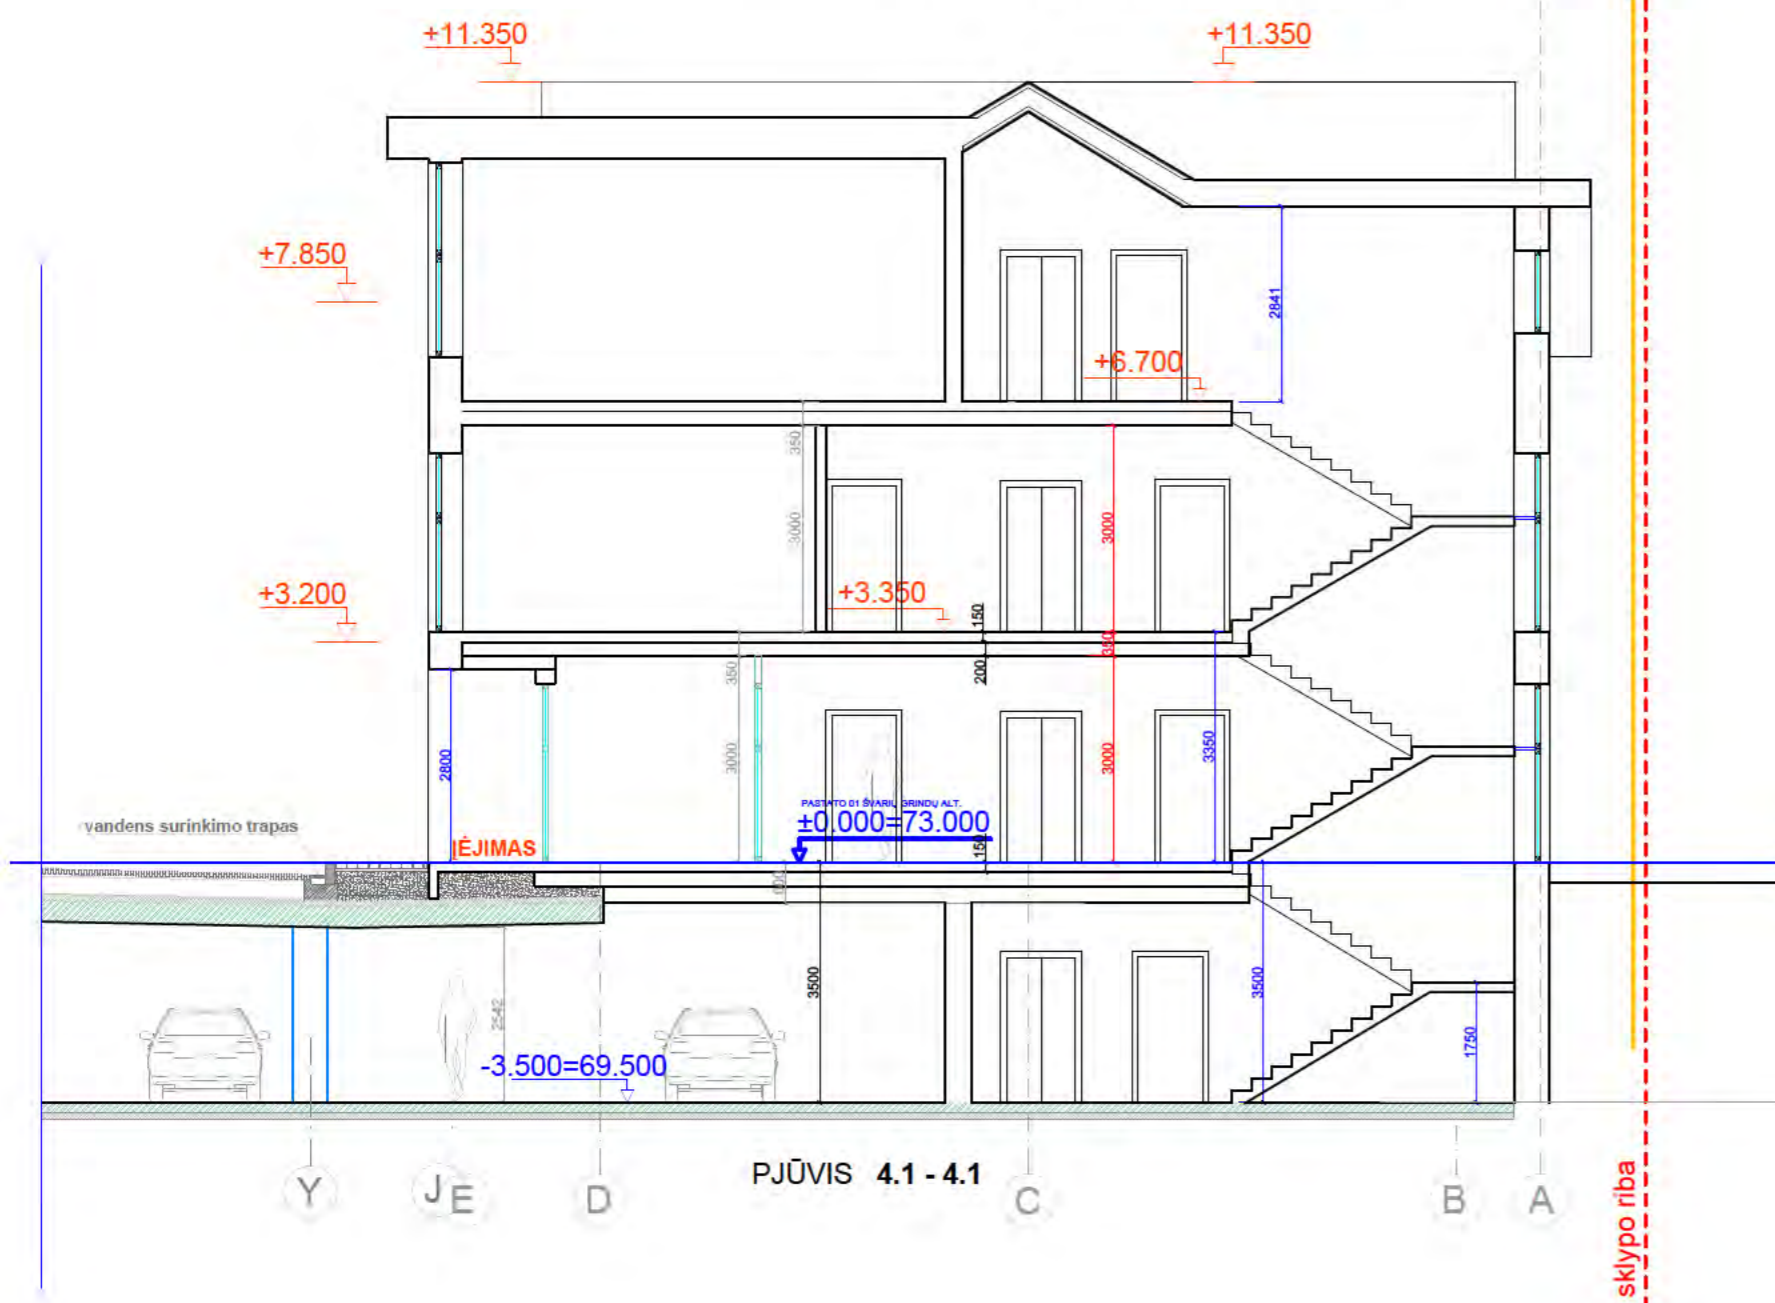 +11.350
+11.350
+7.850
2841
+6.700
350
3000
3000
+3.200
+3.350
150
350
200
350
2800
3000
3000
3350
PASTATO 01 ŠVARIŲ GRINDŲ ALT.
±0.000=73.000
vandens surinkimo trapas
ĮĖJIMAS
150
600
3500
3500
2542
1750
-3.500=69.500
PJŪVIS 4.1 - 4.1
Y
J
E
D
C
B
A
sklypo riba